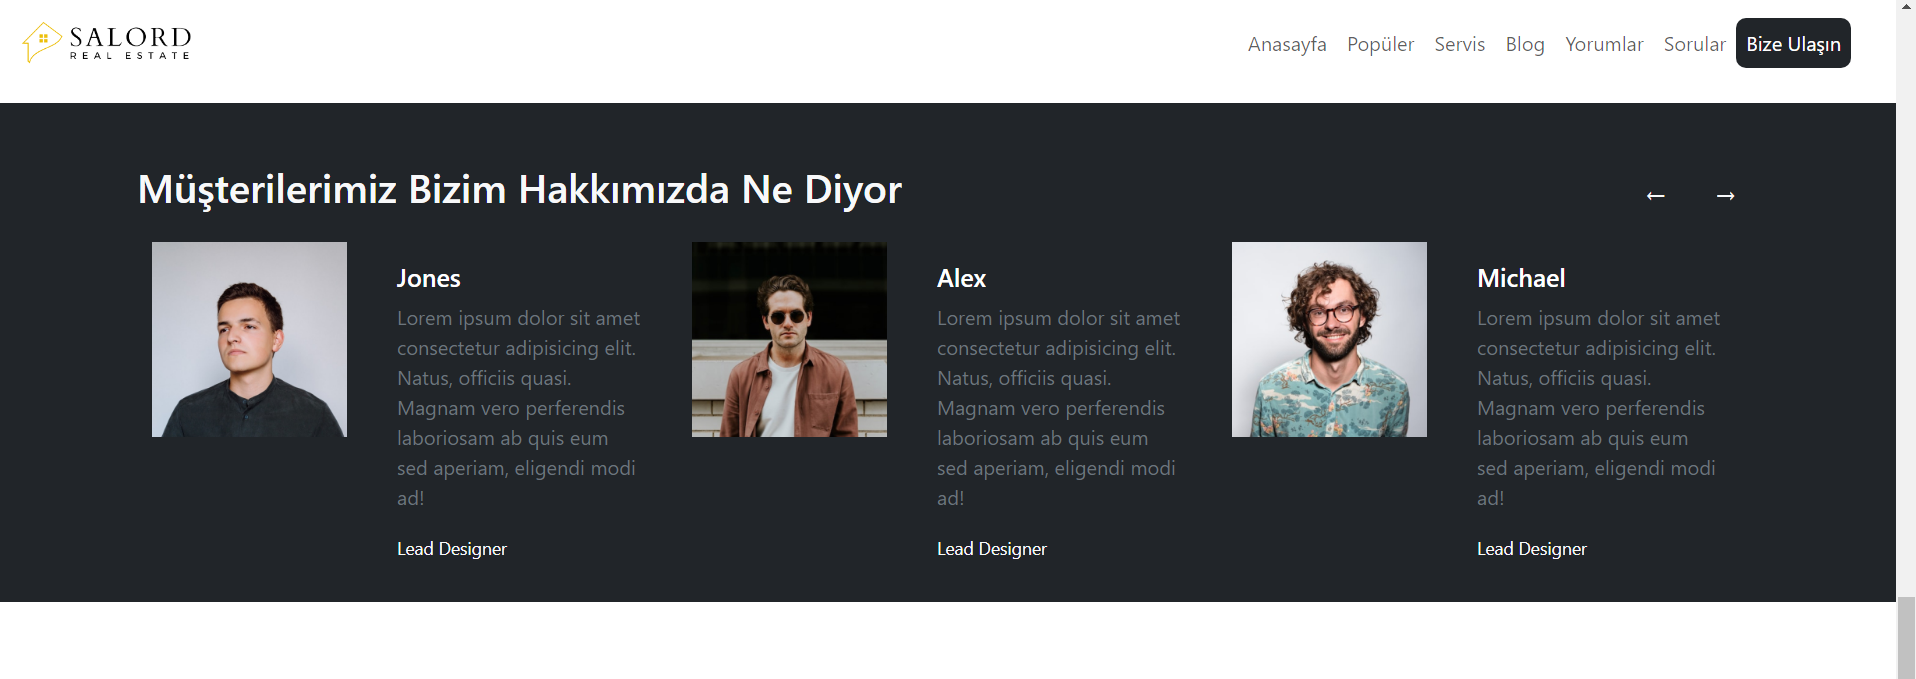 SALORD
REAL ESTATE
Anasayfa Popüler Servis Blog Yorumlar Sorular Bize Ulaşın
Müşterilerimiz Bizim Hakkımızda Ne Diyor
← →
Jones
Lorem ipsum dolor sit amet
consectetur adipisicing elit.
Natus, officiis quasi.
Magnam vero perferendis
laboriosam ab quis eum
sed aperiam, eligendi modi
ad!
Lead Designer
Alex
Lorem ipsum dolor sit amet
consectetur adipisicing elit.
Natus, officiis quasi.
Magnam vero perferendis
laboriosam ab quis eum
sed aperiam, eligendi modi
ad!
Lead Designer
Michael
Lorem ipsum dolor sit amet
consectetur adipisicing elit.
Natus, officiis quasi.
Magnam vero perferendis
laboriosam ab quis eum
sed aperiam, eligendi modi
ad!
Lead Designer